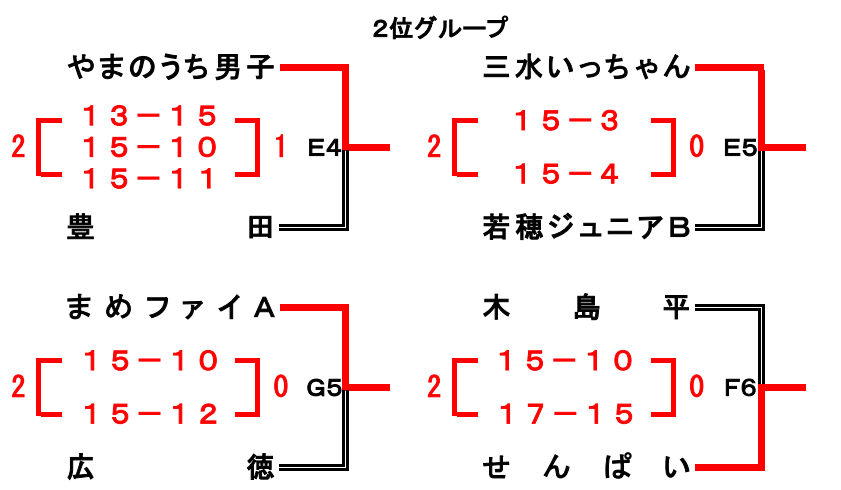 ２位グループ
やまのうち男子
１３－１５
2 １５－１０ 1 E4
１５－１１
豊田
三水いっちゃん
１５－３
2 0 E5
１５－４
若穂ジュニアＢ
まめファイＡ
１５－１０
2 0 G5
１５－１２
広徳
木島平
１５－１０
2 0 F6
１７－１５
せんぱい